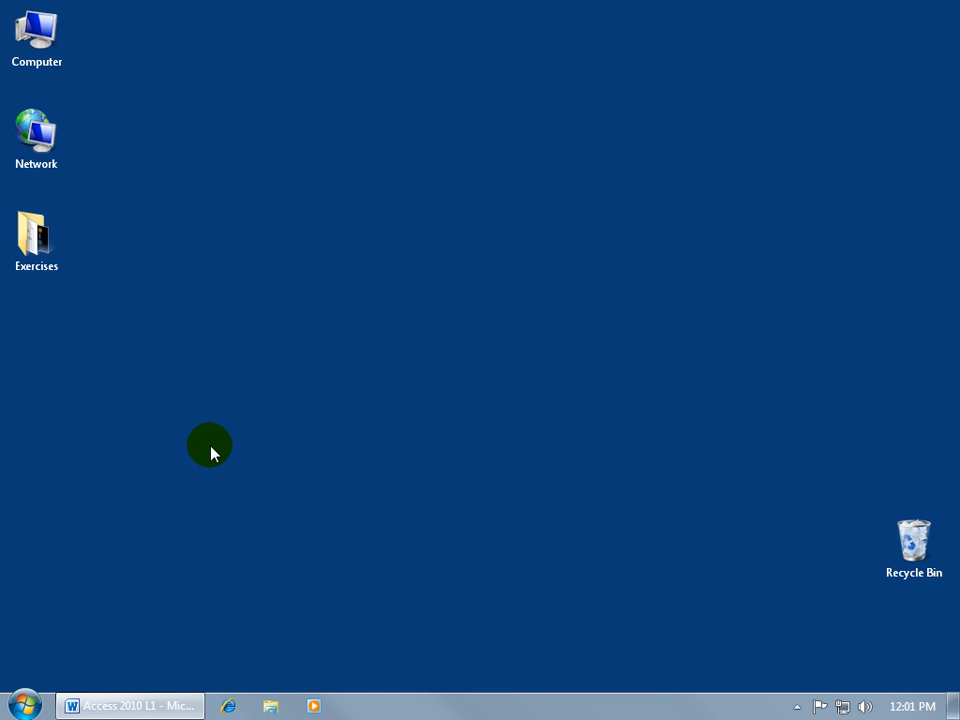 Computer
Network
Exercises
Recycle Bin
Access 2010 L1 - Mic...
12:01 PM